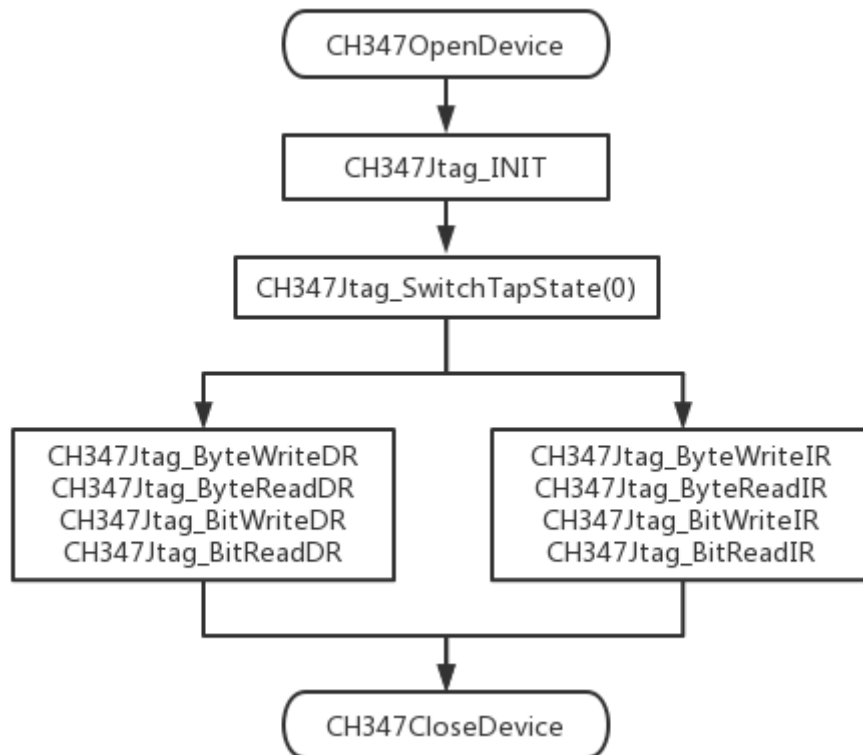 CH347OpenDevice
CH347Jtag_INIT
CH347Jtag_SwitchTapState(0)
CH347Jtag_ByteWriteDR
CH347Jtag_ByteReadDR
CH347Jtag_BitWriteDR
CH347Jtag_BitReadDR
CH347Jtag_ByteWriteIR
CH347Jtag_ByteReadIR
CH347Jtag_BitWriteIR
CH347Jtag_BitReadIR
CH347CloseDevice